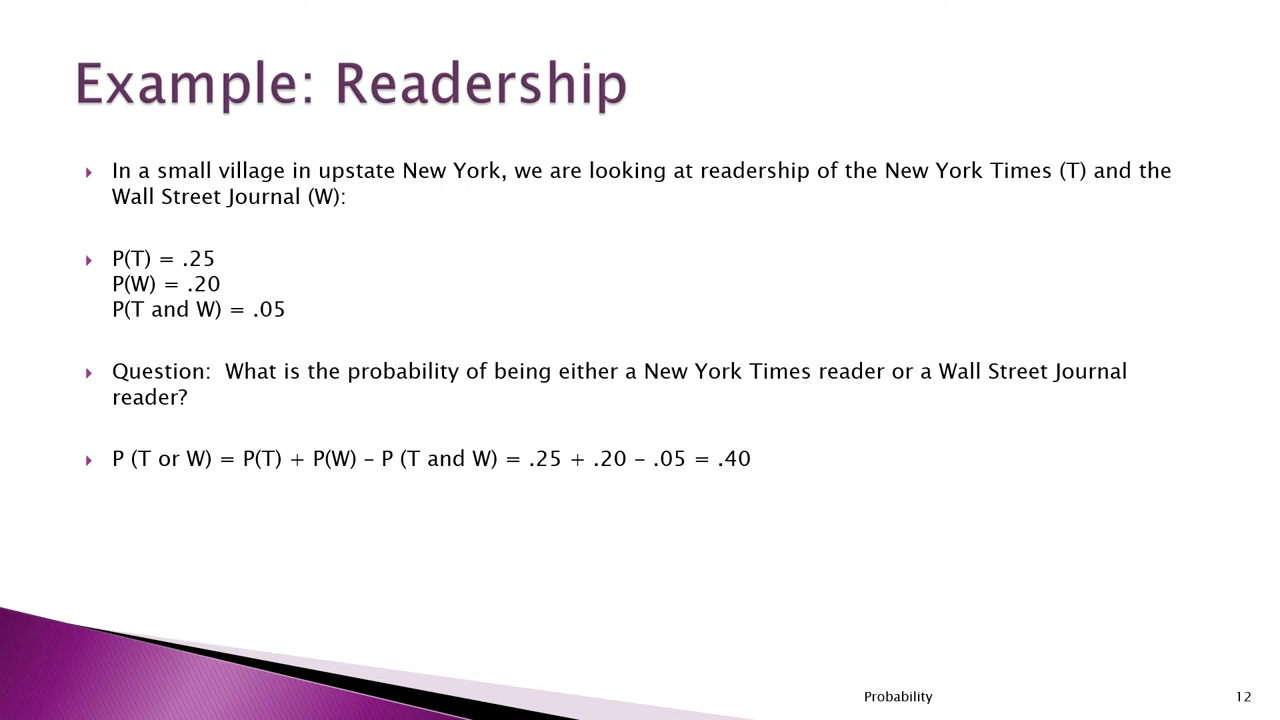 Example: Readership
In a small village in upstate New York, we are looking at readership of the New York Times (T) and the
Wall Street Journal (W):
P(T) = .25
P(W) = .20
P(T and W) = .05
Question:  What is the probability of being either a New York Times reader or a Wall Street Journal
reader?
P (T or W) = P(T) + P(W) – P (T and W) = .25 + .20 – .05 = .40
Probability
12